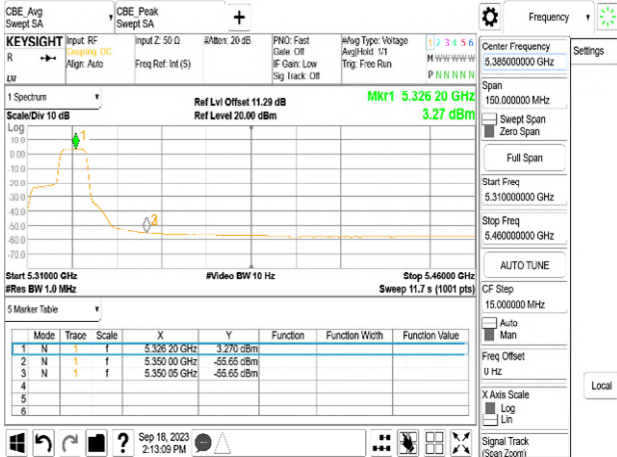 CBE_Avg
Swept SA
CBE_Peak
Swept SA
+
Frequency
KEYSIGHT
R
Input: RF
Coupling: DC
Align: Auto
Input Z: 50 Ω
Freq Ref: Int (S)
#Atten: 20 dB
PNO: Fast
Gate: Off
IF Gain: Low
Sig Track: Off
#Avg Type: Voltage
Avg|Hold: 1/1
Trig: Free Run
1 2 3 4 5 6
M W W W W W
P N N N N N
1 Spectrum
Scale/Div 10 dB
Ref Lvl Offset 11.29 dB
Ref Level 20.00 dBm
Mkr1 5.326 20 GHz
3.27 dBm
Log
10.0
0.00
-10.0
-20.0
-30.0
-40.0
-50.0
-60.0
-70.0
1
3
Start 5.31000 GHz
#Res BW 1.0 MHz
#Video BW 10 Hz
Stop 5.46000 GHz
Sweep 11.7 s (1001 pts)
5 Marker Table
Mode Trace Scale X Y Function Function Width Function Value
1 N 1 f 5.326 20 GHz 3.270 dBm
2 N 1 f 5.350 00 GHz -55.65 dBm
3 N 1 f 5.350 05 GHz -55.65 dBm
4
5
6
?
Sep 18, 2023
2:13:09 PM
Center Frequency
5.385000000 GHz
Settings
Span
150.000000 MHz
Swept Span
Zero Span
Full Span
Start Freq
5.310000000 GHz
Stop Freq
5.460000000 GHz
AUTO TUNE
CF Step
15.000000 MHz
Auto
Man
Freq Offset
0 Hz
Local
X Axis Scale
Log
Lin
Signal Track
(Span Zoom)